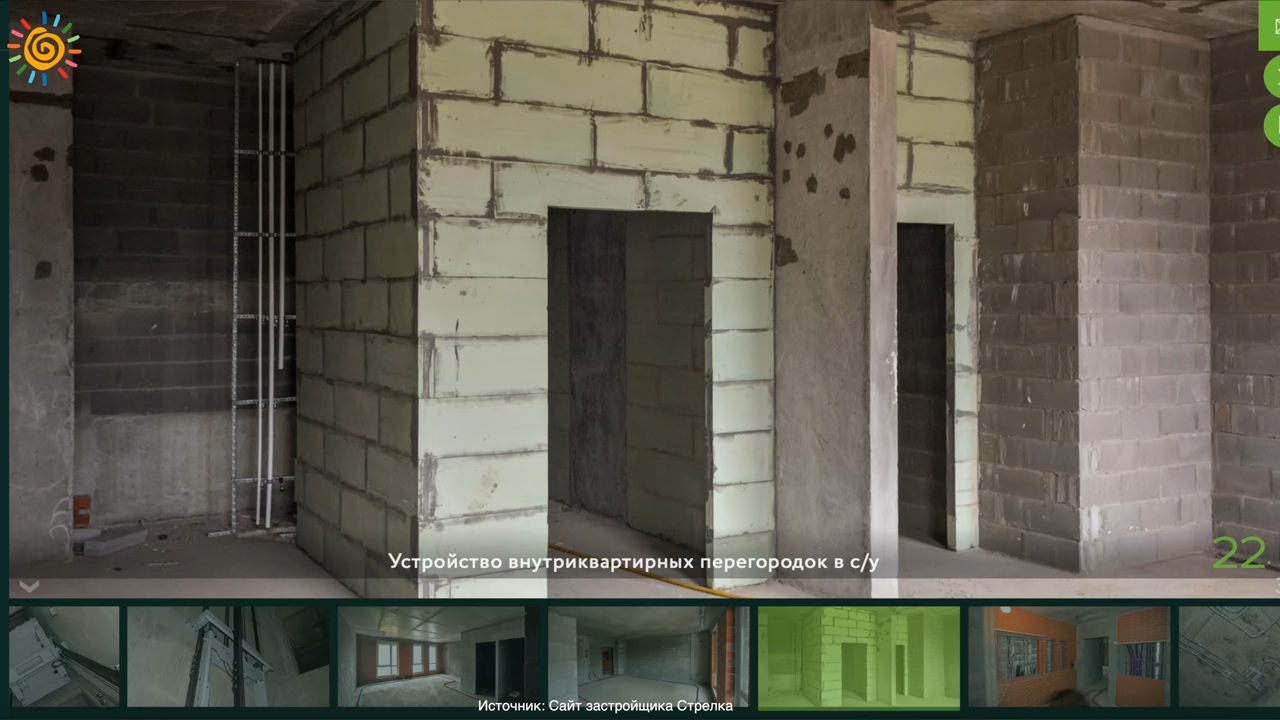 Устройство внутриквартирных перегородок в с/у
22
Источник: Сайт застройщика Стрелка